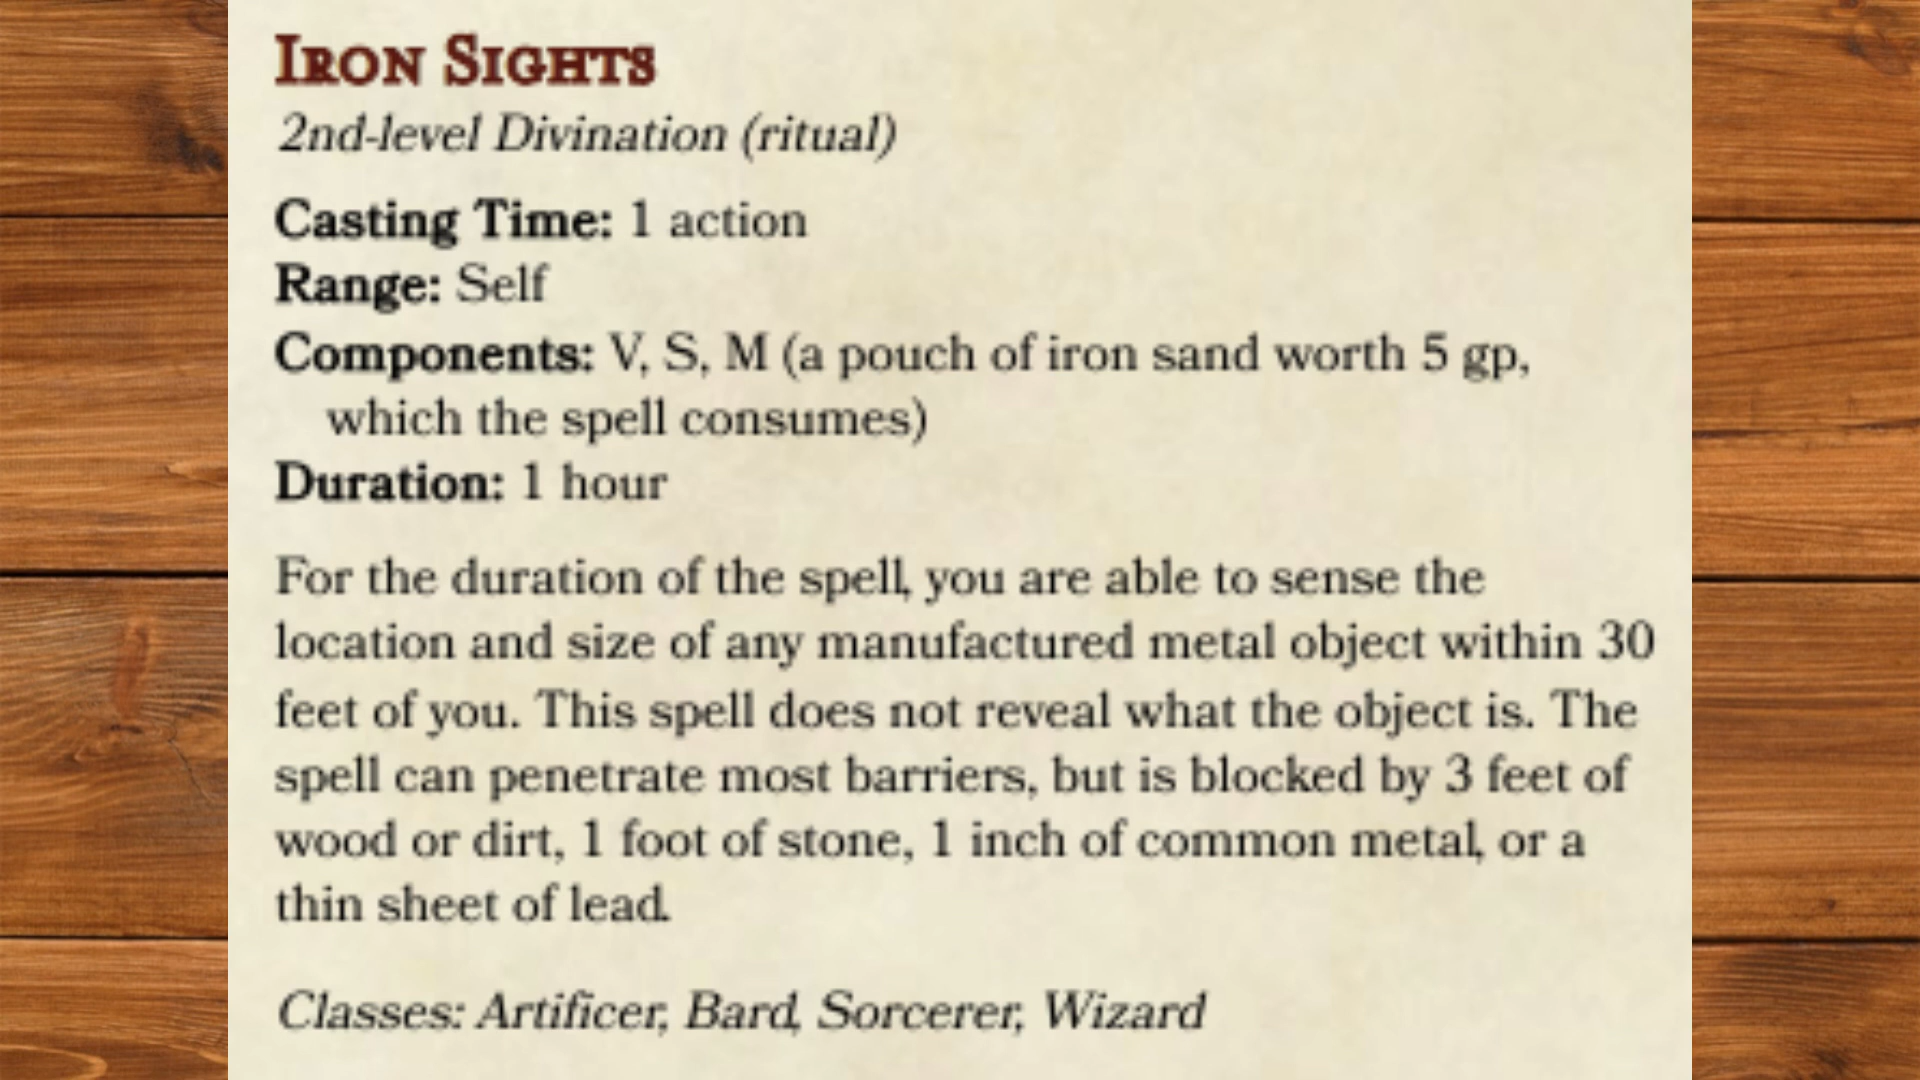 Iron Sights
2nd-level Divination (ritual)
Casting Time: 1 action
Range: Self
Components: V, S, M (a pouch of iron sand worth 5 gp,
which the spell consumes)
Duration: 1 hour
For the duration of the spell, you are able to sense the
location and size of any manufactured metal object within 30
feet of you. This spell does not reveal what the object is. The
spell can penetrate most barriers, but is blocked by 3 feet of
wood or dirt, 1 foot of stone, 1 inch of common metal, or a
thin sheet of lead.
Classes: Artificer, Bard, Sorcerer, Wizard